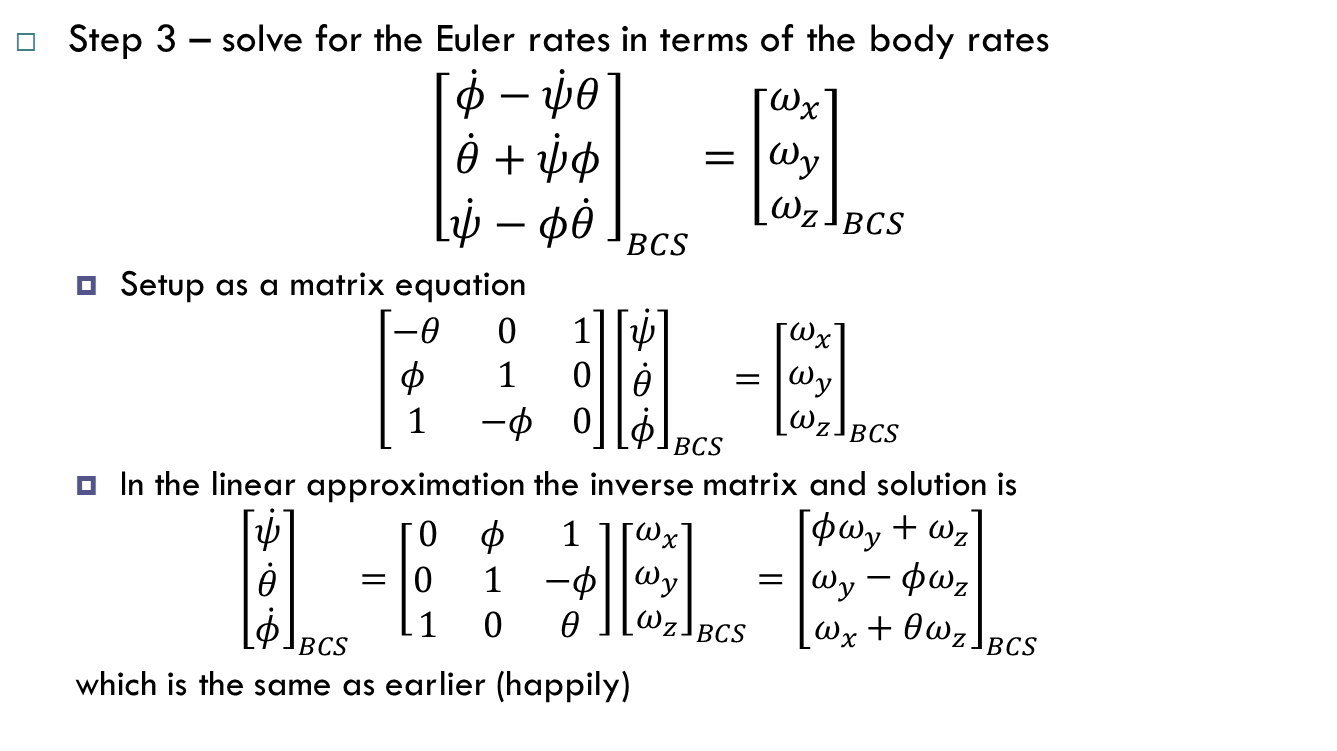 Step 3 – solve for the Euler rates in terms of the body rates
[ϕ̇ − ψ̇θ; θ̇ + ψ̇ϕ; ψ̇ − ϕθ̇]_BCS = [ω_x; ω_y; ω_z]_BCS
Setup as a matrix equation
[−θ 0 1; ϕ 1 0; 1 −ϕ 0] [ψ̇; θ̇; ϕ̇]_BCS = [ω_x; ω_y; ω_z]_BCS
In the linear approximation the inverse matrix and solution is
[ψ̇; θ̇; ϕ̇]_BCS = [0 ϕ 1; 0 1 −ϕ; 1 0 θ] [ω_x; ω_y; ω_z]_BCS = [ϕω_y + ω_z; ω_y − ϕω_z; ω_x + θω_z]_BCS
which is the same as earlier (happily)